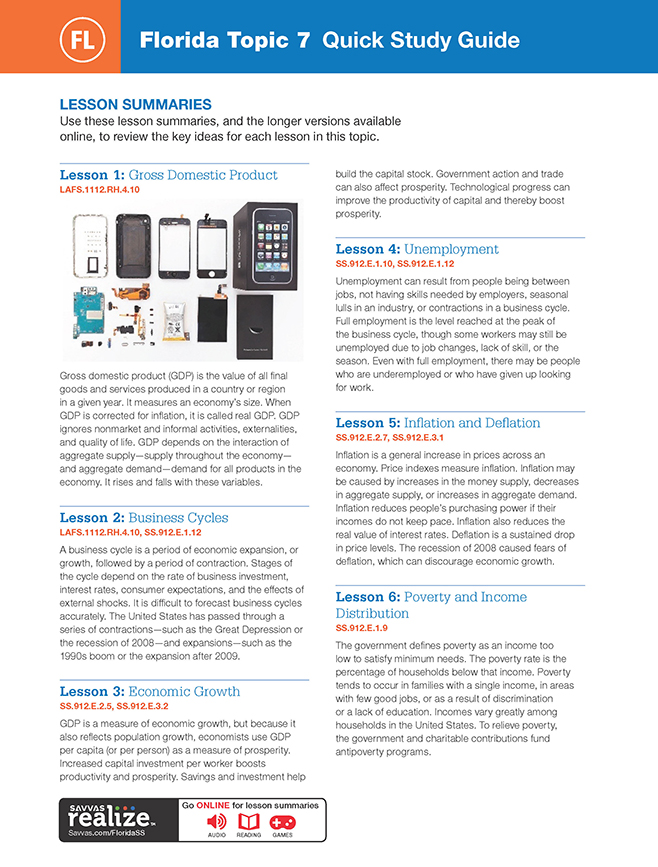 FL
Florida Topic 7 Quick Study Guide
LESSON SUMMARIES
Use these lesson summaries, and the longer versions available
online, to review the key ideas for each lesson in this topic.
Lesson 1: Gross Domestic Product
LAFS.1112.RH.4.10
Gross domestic product (GDP) is the value of all final
goods and services produced in a country or region
in a given year. It measures an economy's size. When
GDP is corrected for inflation, it is called real GDP. GDP
ignores nonmarket and informal activities, externalities,
and quality of life. GDP depends on the interaction of
aggregate supply—supply throughout the economy—
and aggregate demand—demand for all products in the
economy. It rises and falls with these variables.
Lesson 2: Business Cycles
LAFS.1112.RH.4.10, SS.912.E.1.12
A business cycle is a period of economic expansion, or
growth, followed by a period of contraction. Stages of
the cycle depend on the rate of business investment,
interest rates, consumer expectations, and the effects of
external shocks. It is difficult to forecast business cycles
accurately. The United States has passed through a
series of contractions—such as the Great Depression or
the recession of 2008—and expansions—such as the
1990s boom or the expansion after 2009.
Lesson 3: Economic Growth
SS.912.E.2.5, SS.912.E.3.2
GDP is a measure of economic growth, but because it
also reflects population growth, economists use GDP
per capita (or per person) as a measure of prosperity.
Increased capital investment per worker boosts
productivity and prosperity. Savings and investment help
build the capital stock. Government action and trade
can also affect prosperity. Technological progress can
improve the productivity of capital and thereby boost
prosperity.
Lesson 4: Unemployment
SS.912.E.1.10, SS.912.E.1.12
Unemployment can result from people being between
jobs, not having skills needed by employers, seasonal
lulls in an industry, or contractions in a business cycle.
Full employment is the level reached at the peak of
the business cycle, though some workers may still be
unemployed due to job changes, lack of skill, or the
season. Even with full employment, there may be people
who are underemployed or who have given up looking
for work.
Lesson 5: Inflation and Deflation
SS.912.E.2.7, SS.912.E.3.1
Inflation is a general increase in prices across an
economy. Price indexes measure inflation. Inflation may
be caused by increases in the money supply, decreases
in aggregate supply, or increases in aggregate demand.
Inflation reduces people's purchasing power if their
incomes do not keep pace. Inflation also reduces the
real value of interest rates. Deflation is a sustained drop
in price levels. The recession of 2008 caused fears of
deflation, which can discourage economic growth.
Lesson 6: Poverty and Income
Distribution
SS.912.E.1.9
The government defines poverty as an income too
low to satisfy minimum needs. The poverty rate is the
percentage of households below that income. Poverty
tends to occur in families with a single income, in areas
with few good jobs, or as a result of discrimination
or a lack of education. Incomes vary greatly among
households in the United States. To relieve poverty,
the government and charitable contributions fund
antipoverty programs.
SAVVAS
realize™
Savvas.com/FloridaSS
Go ONLINE for lesson summaries
AUDIO READING GAMES